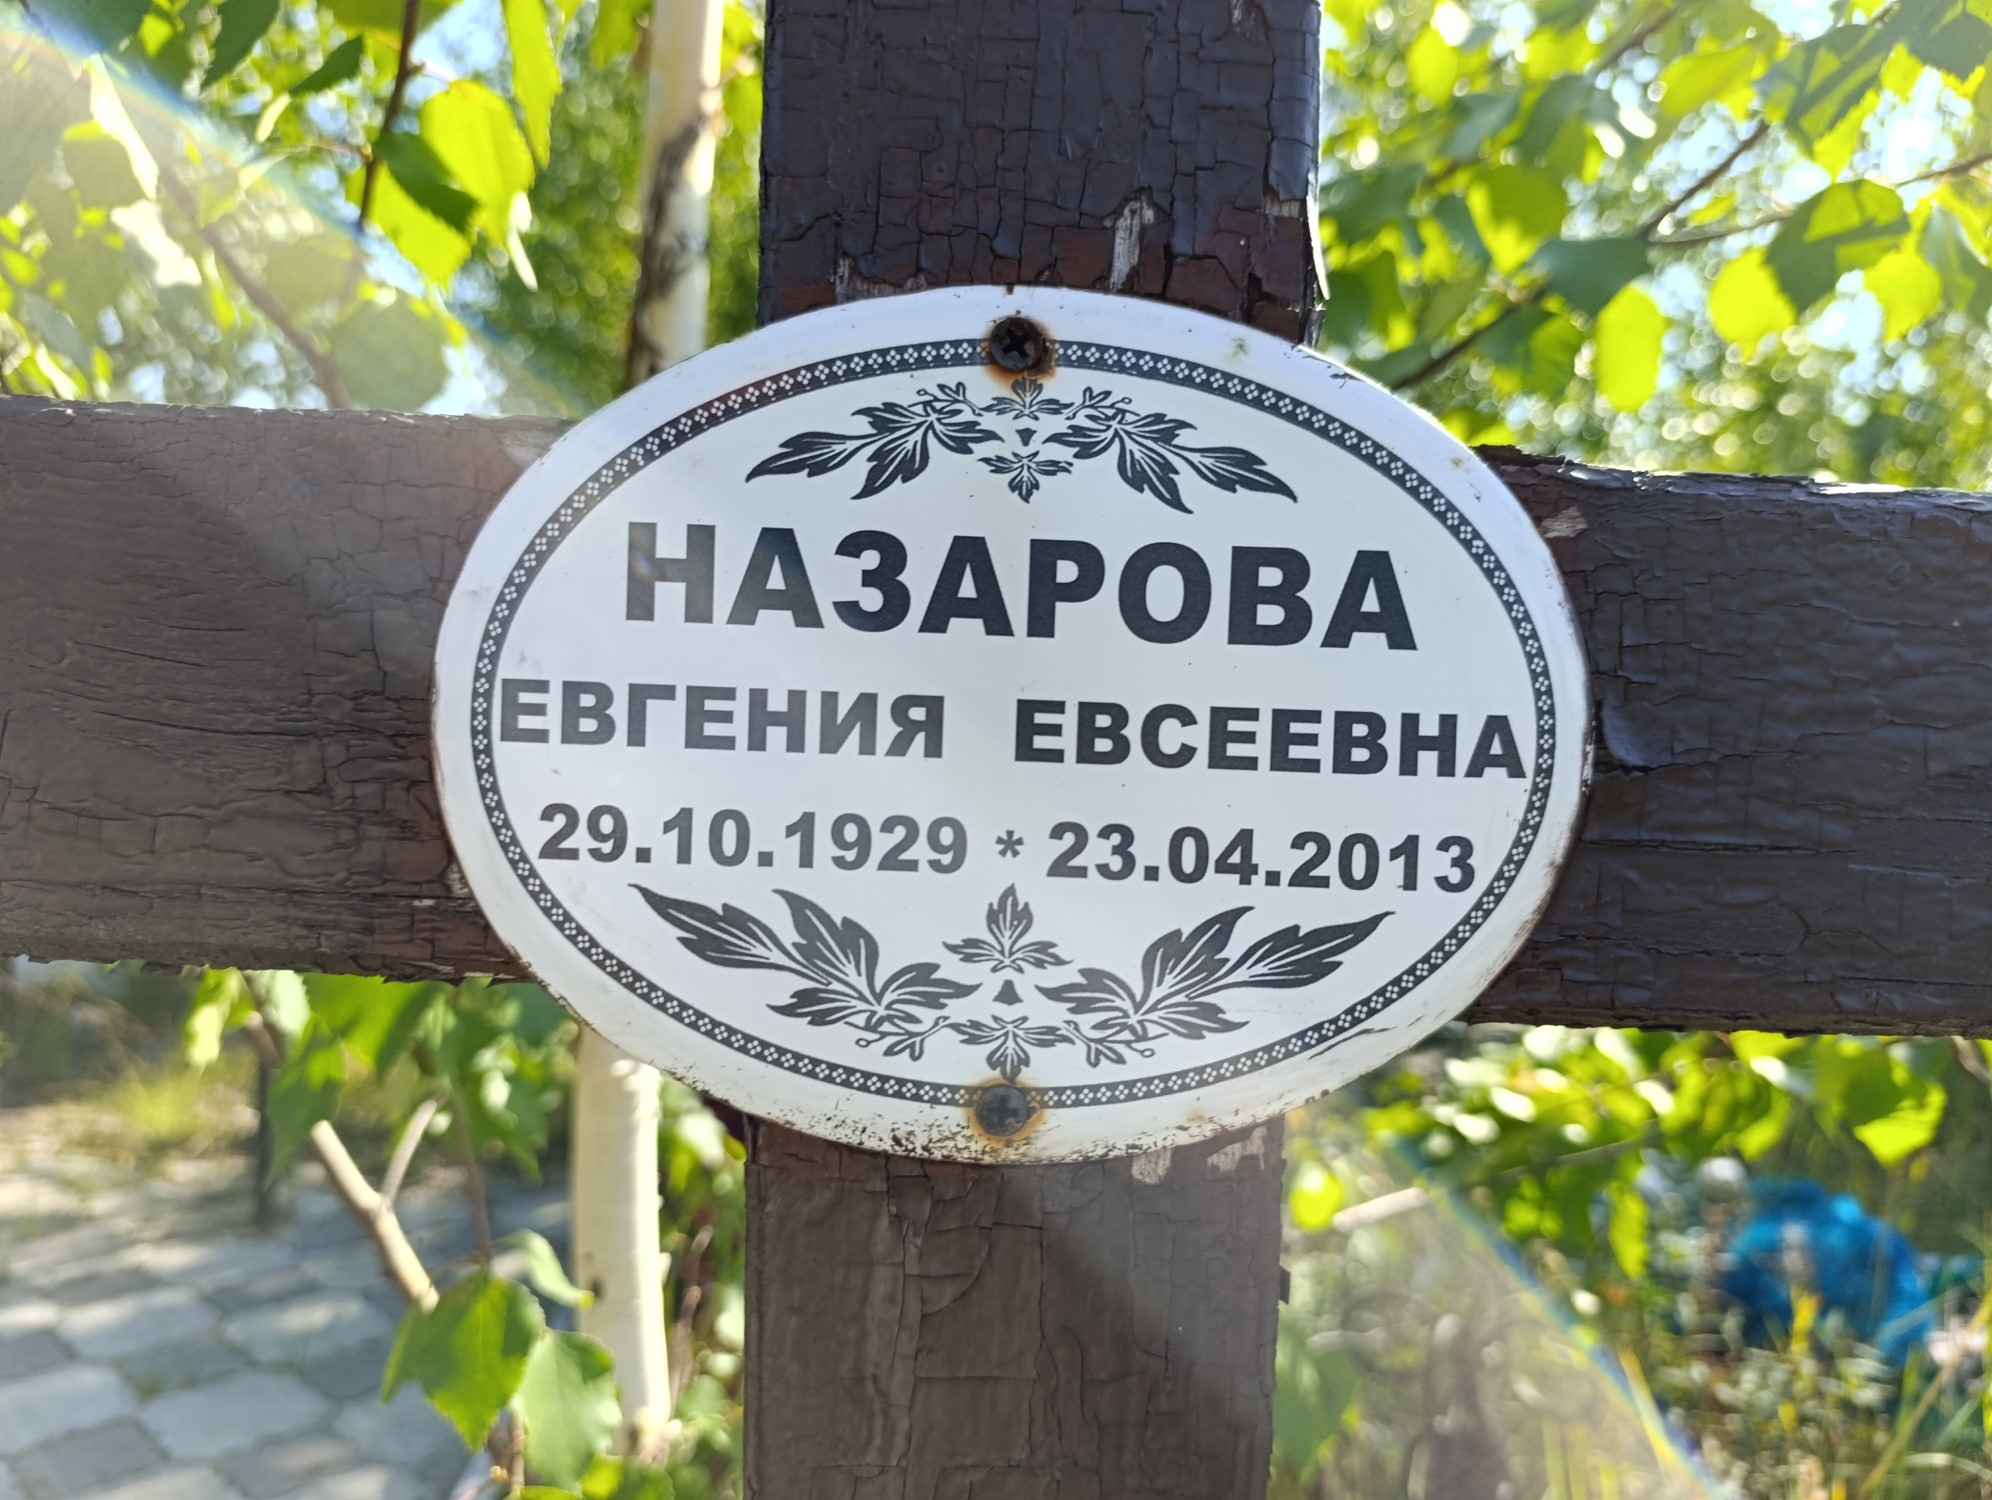 НАЗАРОВА
ЕВГЕНИЯ ЕВСЕЕВНА
29.10.1929 * 23.04.2013